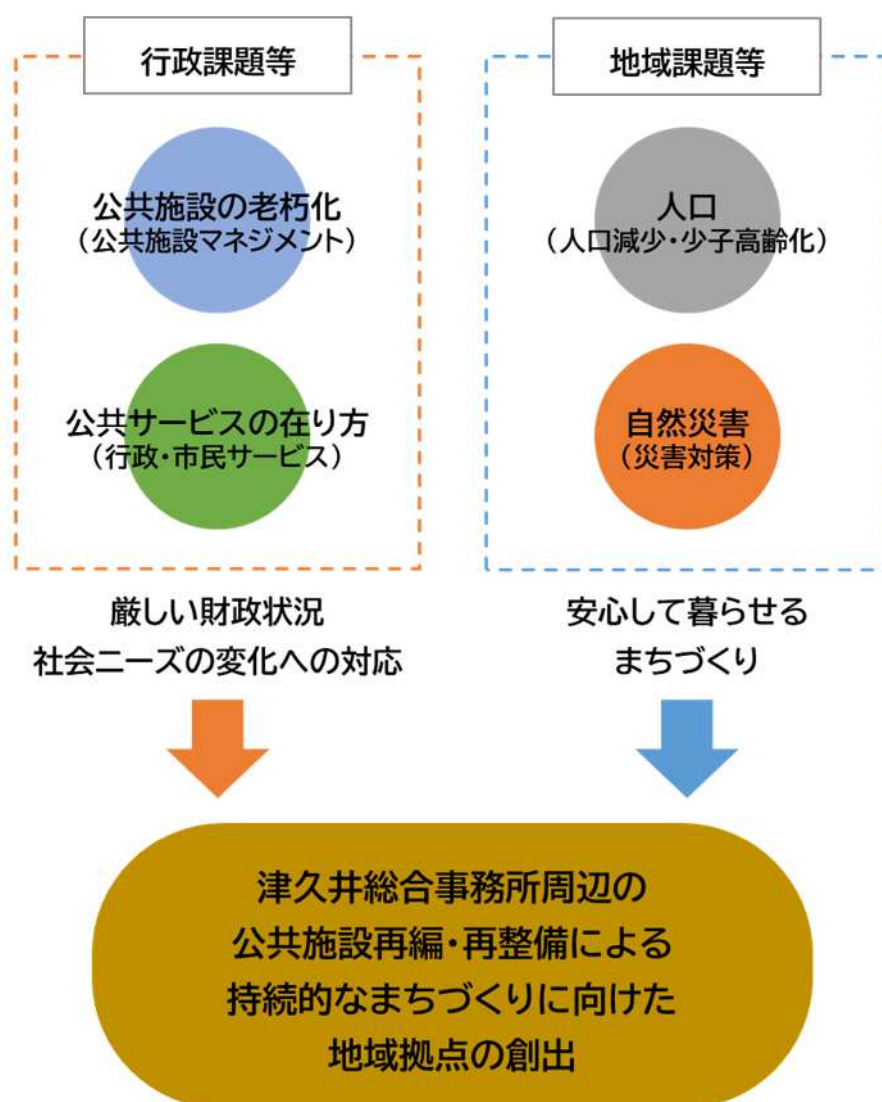 行政課題等
公共施設の老朽化
（公共施設マネジメント）
公共サービスの在り方
（行政・市民サービス）
厳しい財政状況
社会ニーズの変化への対応
地域課題等
人口
（人口減少・少子高齢化）
自然災害
（災害対策）
安心して暮らせる
まちづくり
津久井総合事務所周辺の
公共施設再編・再整備による
持続的なまちづくりに向けた
地域拠点の創出